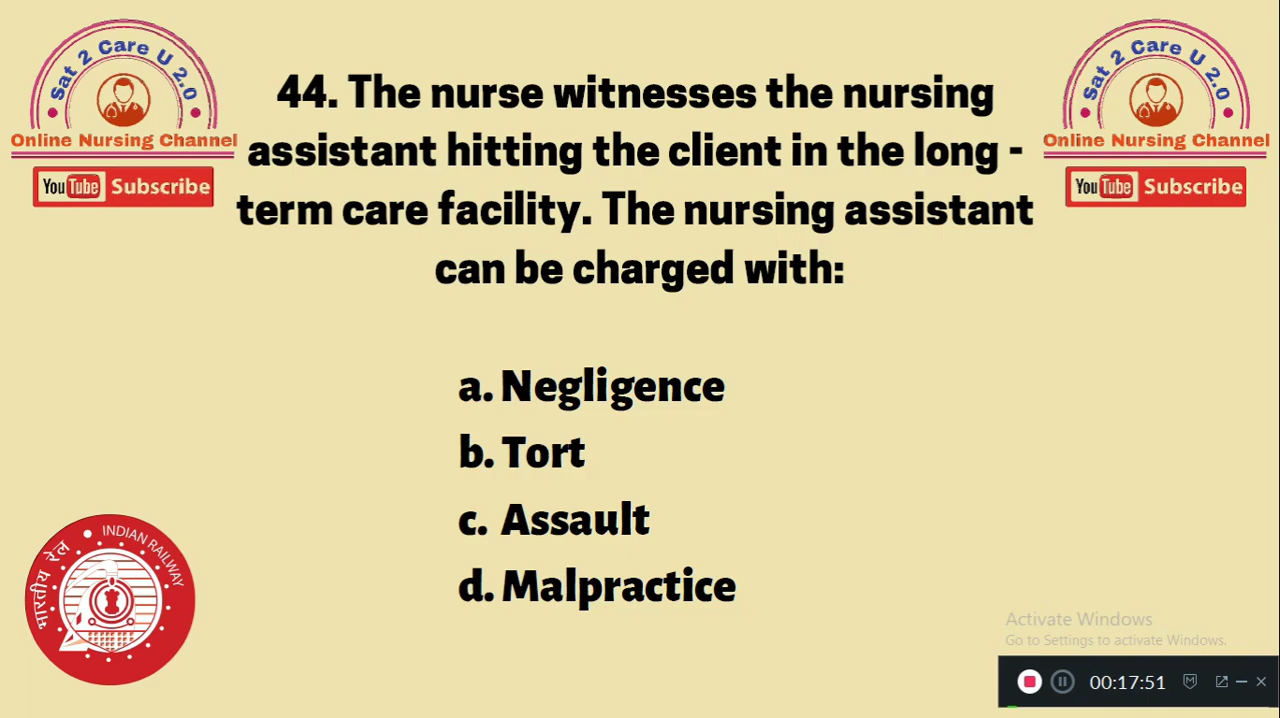 Sat 2 Care U 2.0
Online Nursing Channel
YouTube Subscribe
Sat 2 Care U 2.0
Online Nursing Channel
YouTube Subscribe
44. The nurse witnesses the nursing
assistant hitting the client in the long -
term care facility. The nursing assistant
can be charged with:
a. Negligence
b. Tort
c. Assault
d. Malpractice
भारतीय रेल
INDIAN RAILWAY
Activate Windows
Go to Settings to activate Windows.
00:17:51